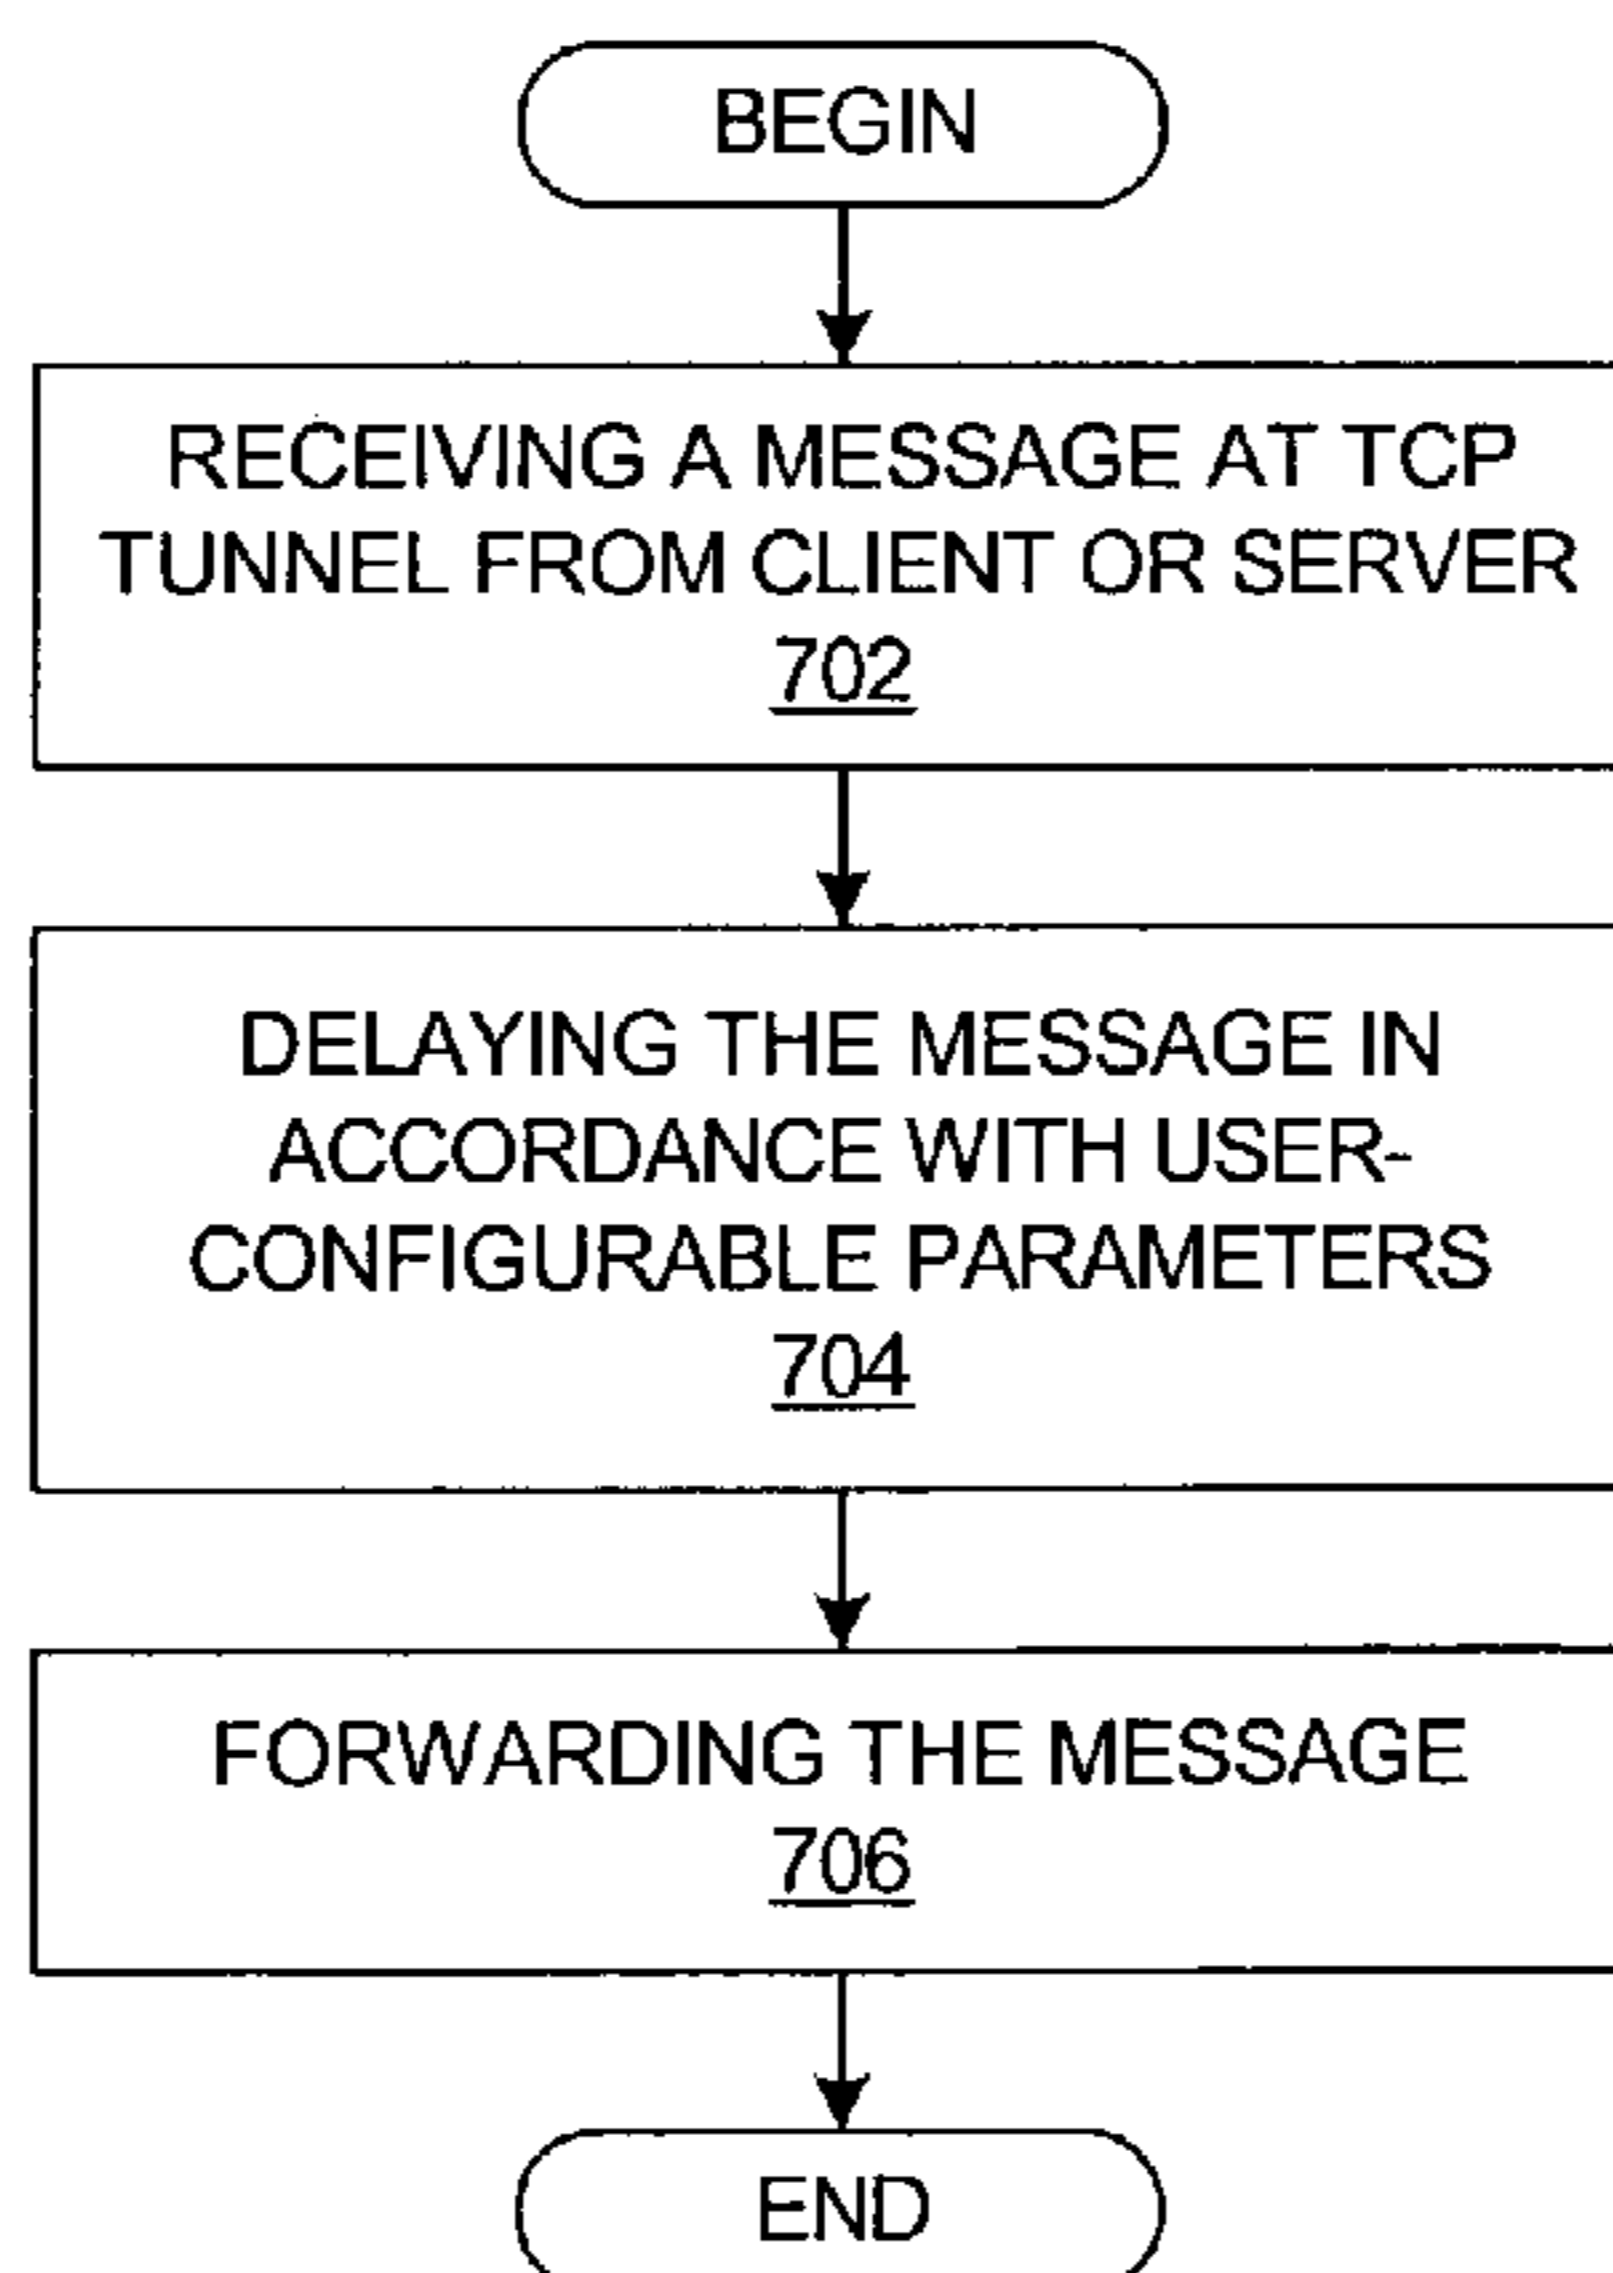 BEGIN
RECEIVING A MESSAGE AT TCP
TUNNEL FROM CLIENT OR SERVER
702
DELAYING THE MESSAGE IN
ACCORDANCE WITH USER-
CONFIGURABLE PARAMETERS
704
FORWARDING THE MESSAGE
706
END